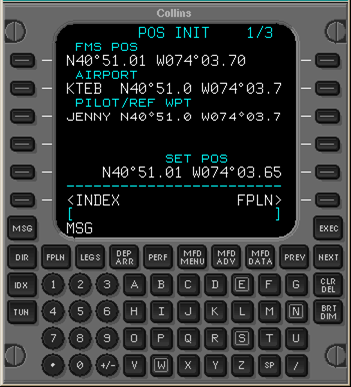 Collins
POS INIT 1/3
FMS POS
N40°51.01 W074°03.70
AIRPORT
KTEB N40°51.0 W074°03.7
PILOT/REF WPT
JENNY N40°51.0 W074°03.7
SET POS
N40°51.01 W074°03.65
--------------------------------
<INDEX FPLN>
[ ]
MSG
MSG EXEC
DIR FPLN LEGS DEP ARR PERF MFD MENU MFD ADV MFD DATA PREV NEXT
IDX 1 2 3 A B C D E F G CLR DEL
TUN 4 5 6 H I J K L M N BRT DIM
7 8 9 O P Q R S T U
• 0 +/- V W X Y Z SP /